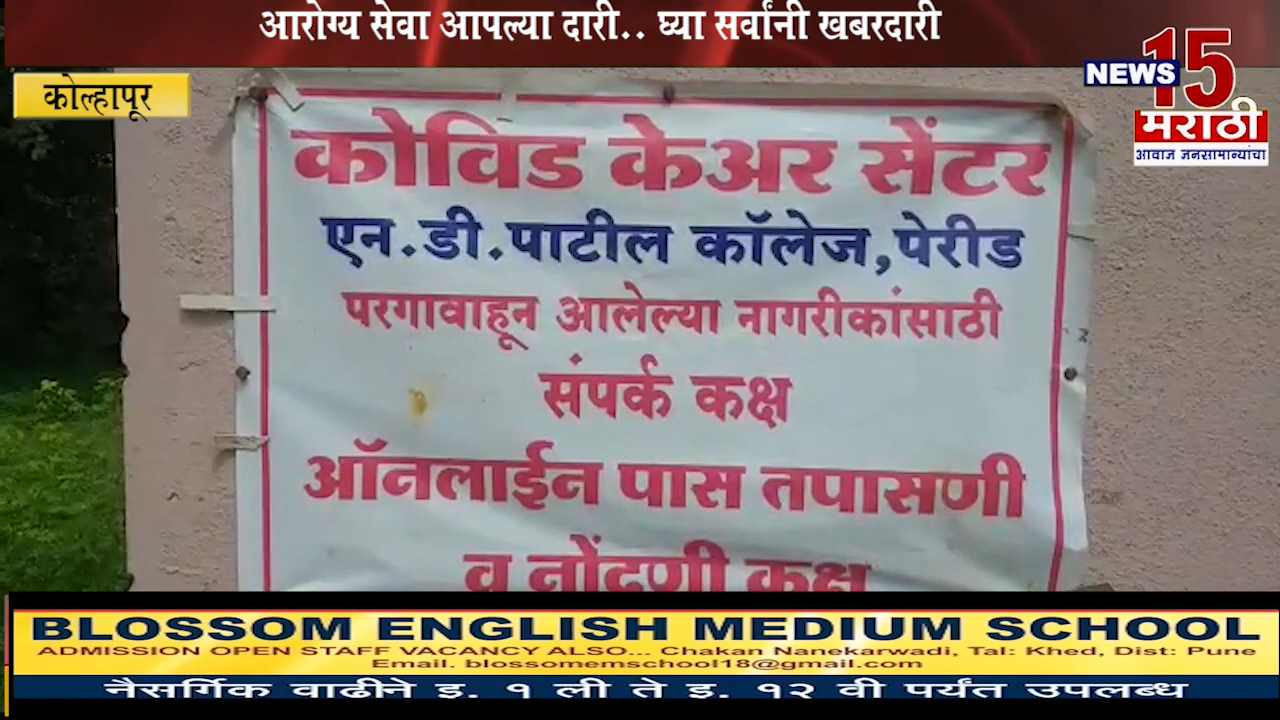 आरोग्य सेवा आपल्या दारी.. घ्या सर्वांनी खबरदारी
NEWS 15
मराठी
आवाज जनसामान्यांचा
कोल्हापूर
कोविड केअर सेंटर
एन.डी.पाटील कॉलेज,पेरीड
परगावाहून आलेल्या नागरीकांसाठी
संपर्क कक्ष
ऑनलाईन पास तपासणी
व नोंदणी कक्ष
BLOSSOM ENGLISH MEDIUM SCHOOL
ADMISSION OPEN STAFF VACANCY ALSO... Chakan Nanekarwadi, Tal: Khed, Dist: Pune
Email. blossomemschool18@gmail.com
नैसर्गिक वाढीने इ. १ ली ते इ. १२ वी पर्यंत उपलब्ध